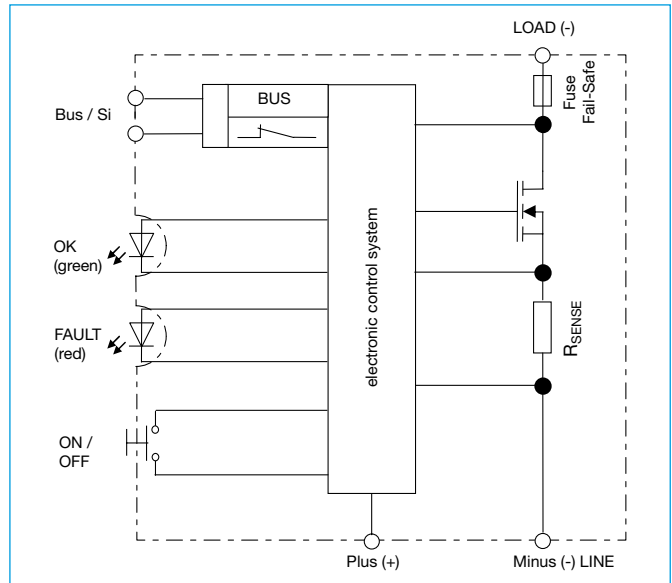 LOAD (-)
Fuse
Fail-Safe
Bus / Si
BUS
OK
(green)
electronic control system
FAULT
(red)
RSENSE
ON /
OFF
Plus (+)
Minus (-) LINE